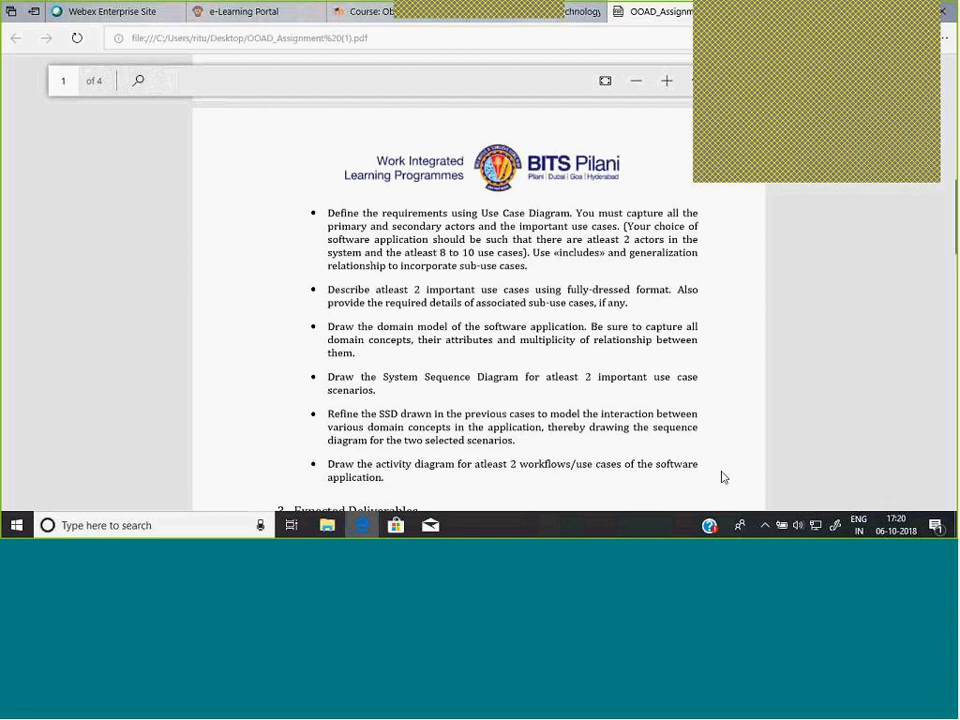 Webex Enterprise Site
e-Learning Portal
Course: Ob
chnology
OOAD_Assignm
file:///C:/Users/ritu/Desktop/OOAD_Assignment%20(1).pdf
1 of 4
Work Integrated
Learning Programmes
BITS Pilani
Pilani | Dubai | Goa | Hyderabad
• Define the requirements using Use Case Diagram. You must capture all the
primary and secondary actors and the important use cases. (Your choice of
software application should be such that there are atleast 2 actors in the
system and the atleast 8 to 10 use cases). Use «includes» and generalization
relationship to incorporate sub-use cases.
• Describe atleast 2 important use cases using fully-dressed format. Also
provide the required details of associated sub-use cases, if any.
• Draw the domain model of the software application. Be sure to capture all
domain concepts, their attributes and multiplicity of relationship between
them.
• Draw the System Sequence Diagram for atleast 2 important use case
scenarios.
• Refine the SSD drawn in the previous cases to model the interaction between
various domain concepts in the application, thereby drawing the sequence
diagram for the two selected scenarios.
• Draw the activity diagram for atleast 2 workflows/use cases of the software
application.
3. Expected Deliverables
Type here to search
ENG
IN
17:20
06-10-2018
1